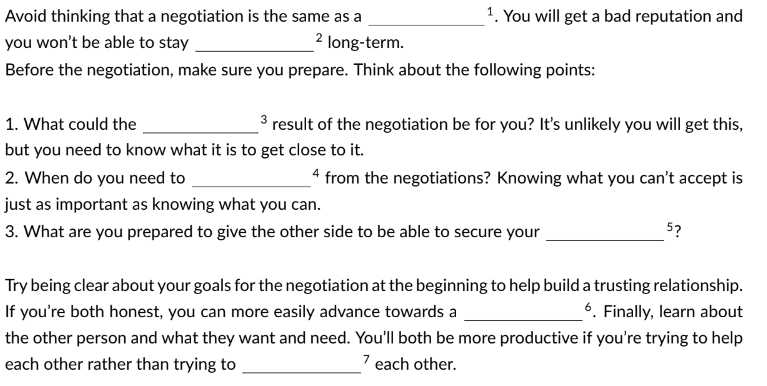 Avoid thinking that a negotiation is the same as a ____________ 1. You will get a bad reputation and
you won't be able to stay ____________ 2 long-term.
Before the negotiation, make sure you prepare. Think about the following points:
1. What could the ____________ 3 result of the negotiation be for you? It's unlikely you will get this,
but you need to know what it is to get close to it.
2. When do you need to ____________ 4 from the negotiations? Knowing what you can't accept is
just as important as knowing what you can.
3. What are you prepared to give the other side to be able to secure your ____________ 5?
Try being clear about your goals for the negotiation at the beginning to help build a trusting relationship.
If you're both honest, you can more easily advance towards a ____________ 6. Finally, learn about
the other person and what they want and need. You'll both be more productive if you're trying to help
each other rather than trying to ____________ 7 each other.